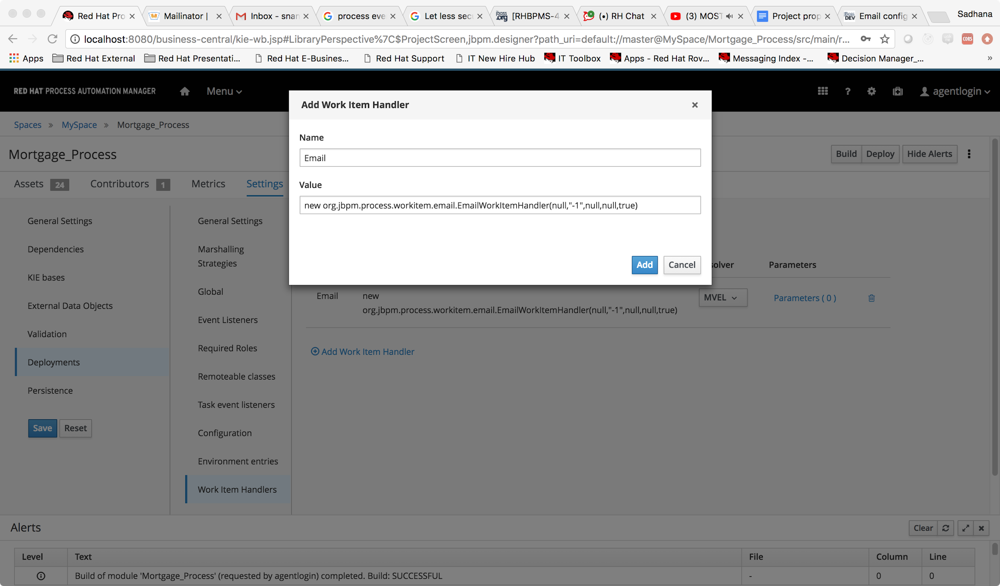 Red Hat Pro
Mailinator |
Inbox - snan
process eve
Let less sec
[RHBPMS-4
(•) RH Chat
(3) MOST
Project prop
Email config
Sadhana
localhost:8080/business-central/kie-wb.jsp#LibraryPerspective%7C$ProjectScreen,jbpm.designer?path_uri=default://master@MySpace/Mortgage_Process/src/main/r...
CORS
Apps
Red Hat External
Red Hat Presentati...
Red Hat E-Busines...
Red Hat Support
IT New Hire Hub
IT Toolbox
Apps - Red Hat Rov...
Messaging Index -...
Decision Manager_...
»
RED HAT PROCESS AUTOMATION MANAGER
Menu
agentlogin
Spaces » MySpace » Mortgage_Process
Mortgage_Process
Build
Deploy
Hide Alerts
Assets 24
Contributors 1
Metrics
Settings
Add Work Item Handler
Name
Email
Value
new org.jbpm.process.workitem.email.EmailWorkItemHandler(null,"-1",null,null,true)
Add
Cancel
General Settings
Dependencies
KIE bases
External Data Objects
Validation
Deployments
Persistence
Save
Reset
General Settings
Marshalling
Strategies
Global
Event Listeners
Required Roles
Remoteable classes
Task event listeners
Configuration
Environment entries
Work Item Handlers
solver
Parameters
Email
new
org.jbpm.process.workitem.email.EmailWorkItemHandler(null,"-1",null,null,true)
MVEL
Parameters ( 0 )
Add Work Item Handler
Alerts
Clear
Level
Text
File
Column
Line
Build of module 'Mortgage_Process' (requested by agentlogin) completed. Build: SUCCESSFUL
-
0
0